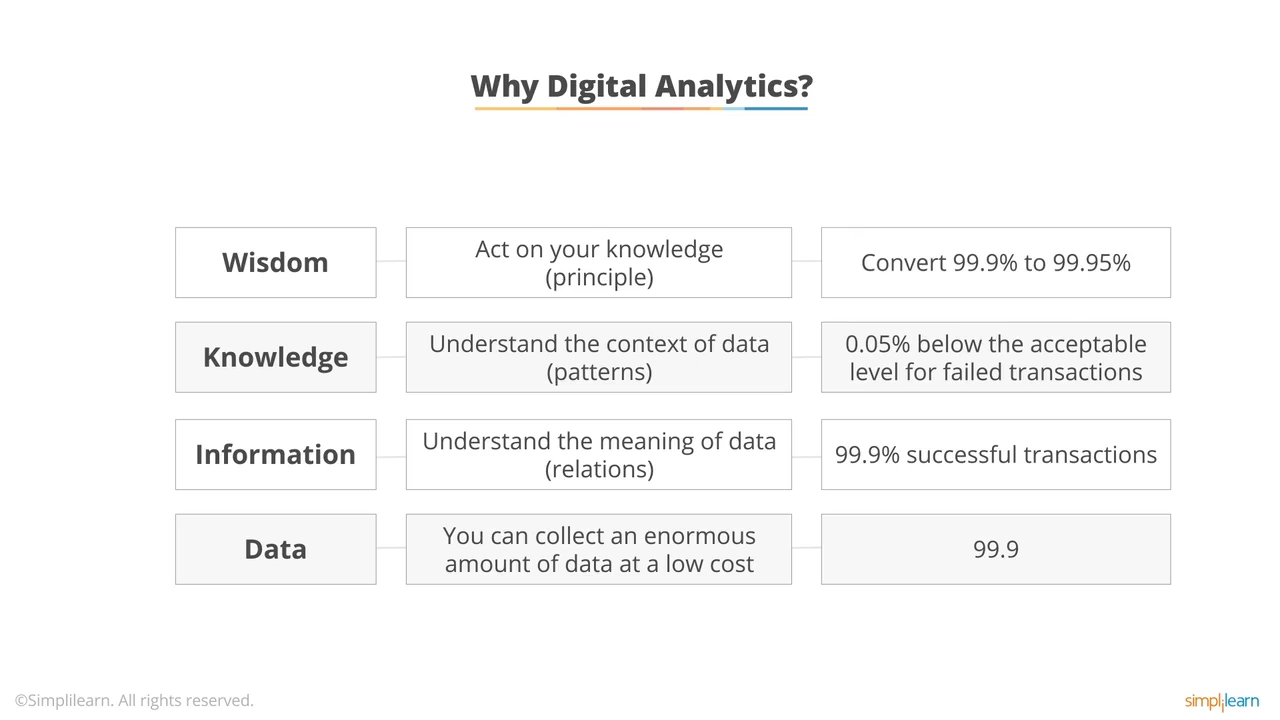 Why Digital Analytics?
Wisdom
Act on your knowledge
(principle)
Convert 99.9% to 99.95%
Knowledge
Understand the context of data
(patterns)
0.05% below the acceptable
level for failed transactions
Information
Understand the meaning of data
(relations)
99.9% successful transactions
Data
You can collect an enormous
amount of data at a low cost
99.9
©Simplilearn. All rights reserved.
simplilearn